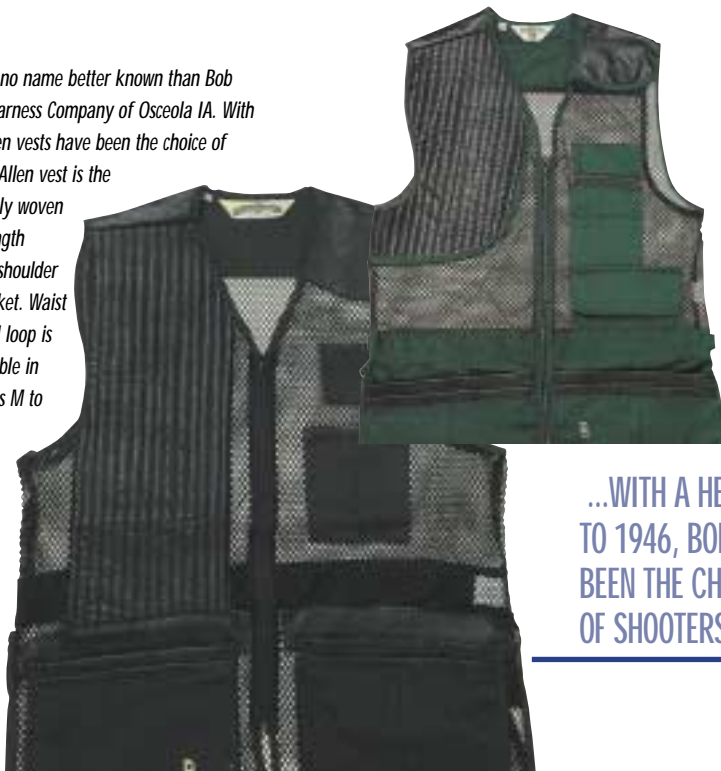 no name better known than Bob
arness Company of Osceola IA. With
en vests have been the choice of
Allen vest is the
ly woven
ngth
shoulder
ket. Waist
l loop is
ble in
s M to
...WITH A HE
TO 1946, BO
BEEN THE CH
OF SHOOTERS